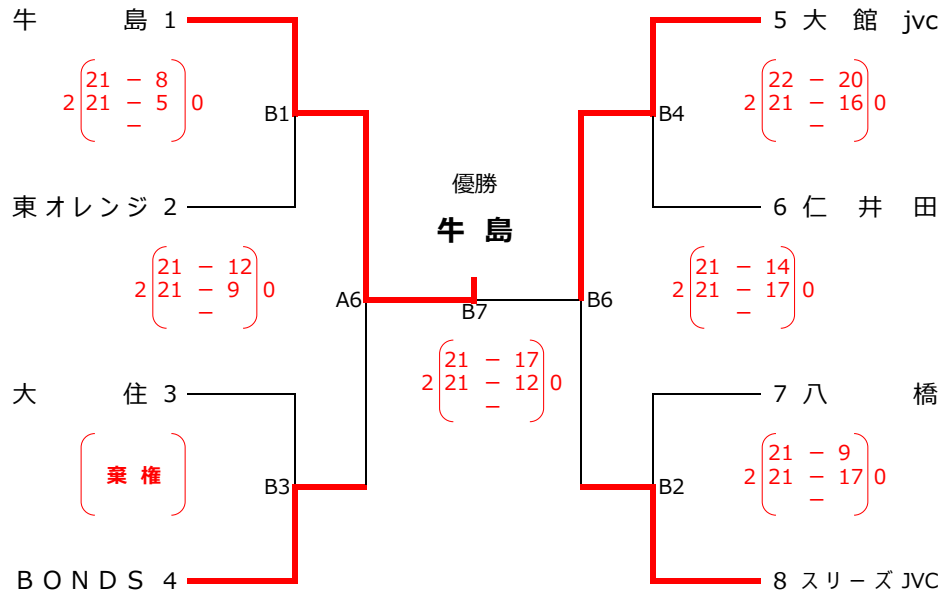 牛島 1
5 大館 jvc
21 － 8
2 21 － 5 0
－
22 － 20
2 21 － 16 0
－
B1
B4
優勝
牛島
東オレンジ 2
6 仁井田
21 － 12
2 21 － 9 0
－
21 － 14
2 21 － 17 0
－
A6
B7
B6
21 － 17
2 21 － 12 0
－
大住 3
7 八橋
棄権
21 － 9
2 21 － 17 0
－
B3
B2
BONDS 4
8 スリーズ JVC